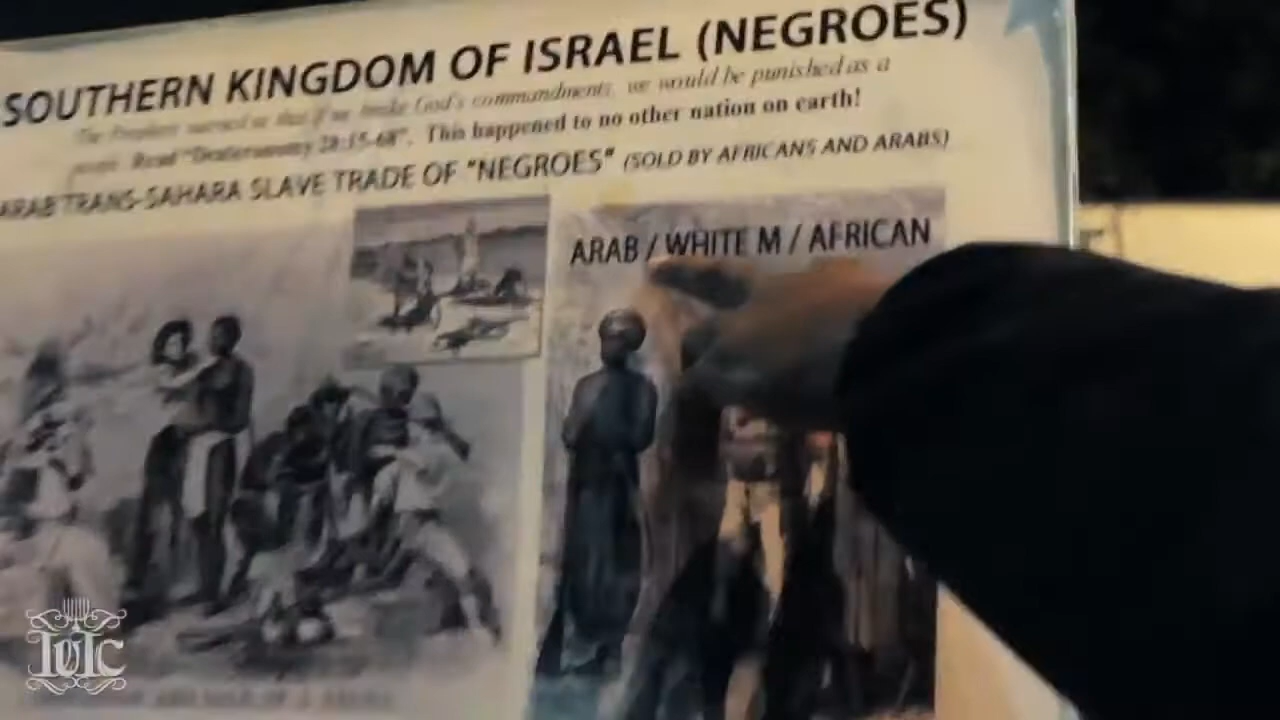 SOUTHERN KINGDOM OF ISRAEL (NEGROES)
The Prophets warned us that if we broke God's commandments, we would be punished as a
people. Read "Deuteronomy 28:15-68". This happened to no other nation on earth!
ARAB TRANS-SAHARA SLAVE TRADE OF "NEGROES" (SOLD BY AFRICANS AND ARABS)
ARAB / WHITE M / AFRICAN
IUIC